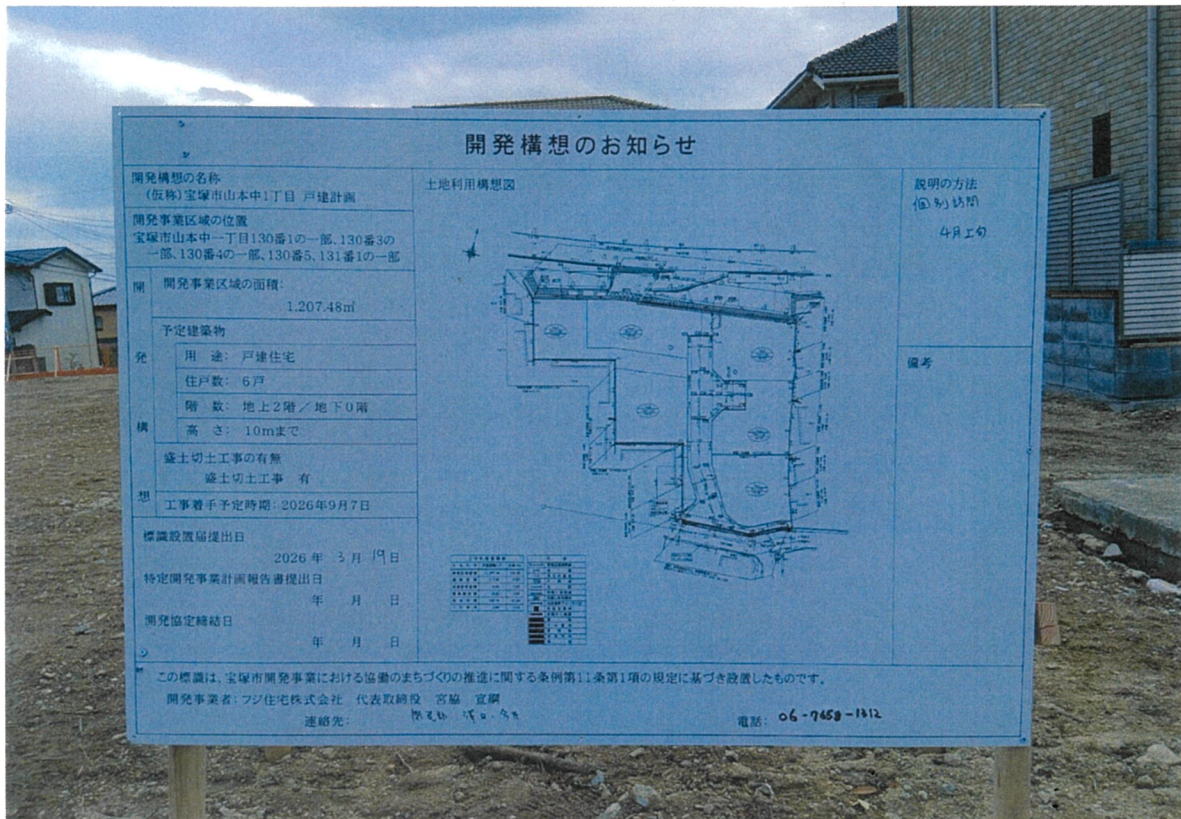 開発構想のお知らせ
開発構想の名称
(仮称)宝塚市山本中1丁目 戸建計画
開発事業区域の位置
宝塚市山本中一丁目130番1の一部、130番3の
一部、130番4の一部、130番5、131番1の一部
開発構想
開発事業区域の面積:
1,207.48㎡
予定建築物
用 途: 戸建住宅
住戸数: 6戸
階 数: 地上2階/地下0階
高 さ: 10mまで
盛土切土工事の有無
盛土切土工事 有
工事着手予定時期:2026年9月7日
標識設置届提出日
2026年 3月 19日
特定開発事業計画報告書提出日
年 月 日
開発協定締結日
年 月 日
土地利用構想図
説明の方法
個別訪問
4月上旬
備考
この標識は、宝塚市開発事業における協働のまちづくりの推進に関する条例第11条第1項の規定に基づき設置したものです。
開発事業者:フジ住宅株式会社 代表取締役 宮脇 宣綱
連絡先:
電話: 06-7658-1312